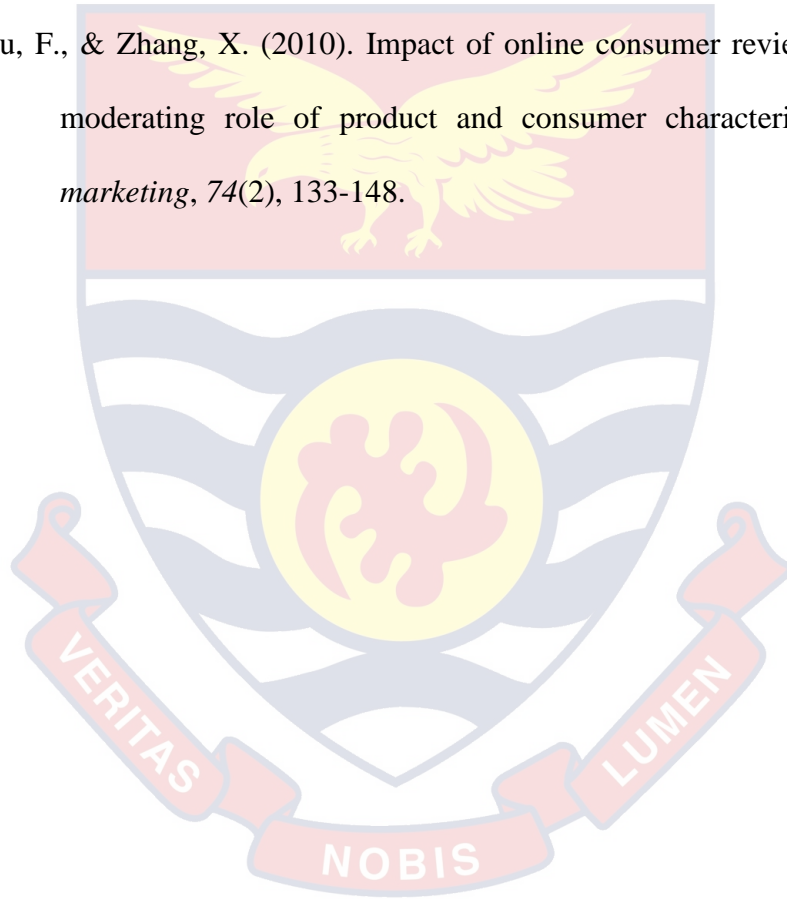 u, F., & Zhang, X. (2010). Impact of online consumer revie
moderating role of product and consumer characteri
marketing, 74(2), 133-148.
VERITAS
NOBIS
LUMEN